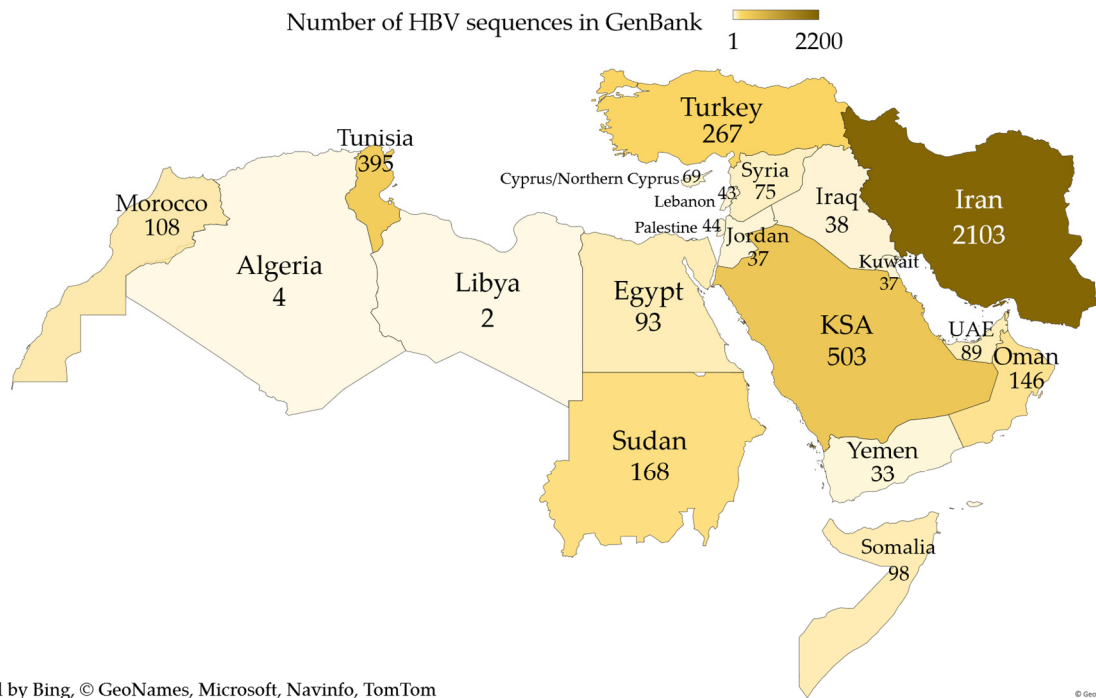 Number of HBV sequences in GenBank
1 2200
Turkey
267
Tunisia
395
Cyprus/Northern Cyprus 69
Syria
75
Lebanon 43
Iraq
38
Iran
2103
Morocco
108
Palestine 44
Jordan
37
Algeria
4
Libya
2
Egypt
93
Kuwait
37
KSA
503
UAE
89
Oman
146
Sudan
168
Yemen
33
Somalia
98
l by Bing, © GeoNames, Microsoft, Navinfo, TomTom
© Geo